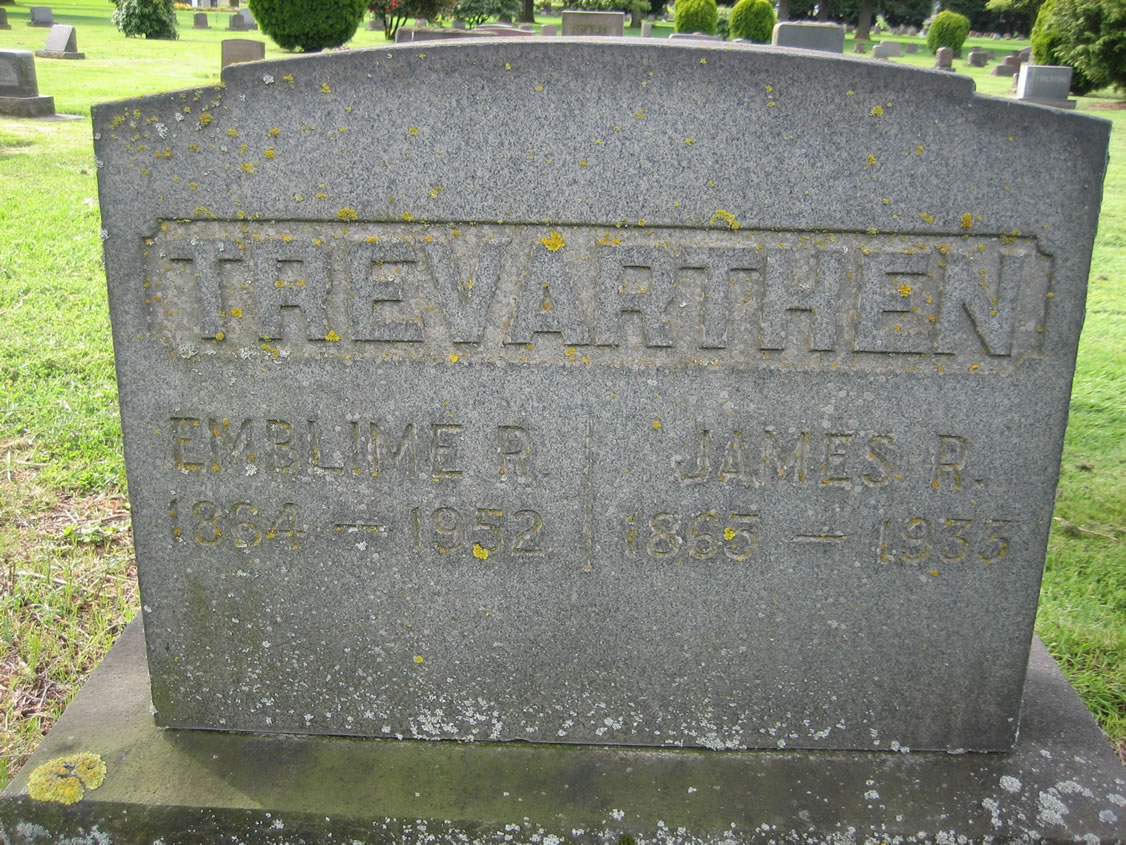 TREVARTHEN
EMBLIME R.
1864 — 1952
JAMES R.
1865 — 1935